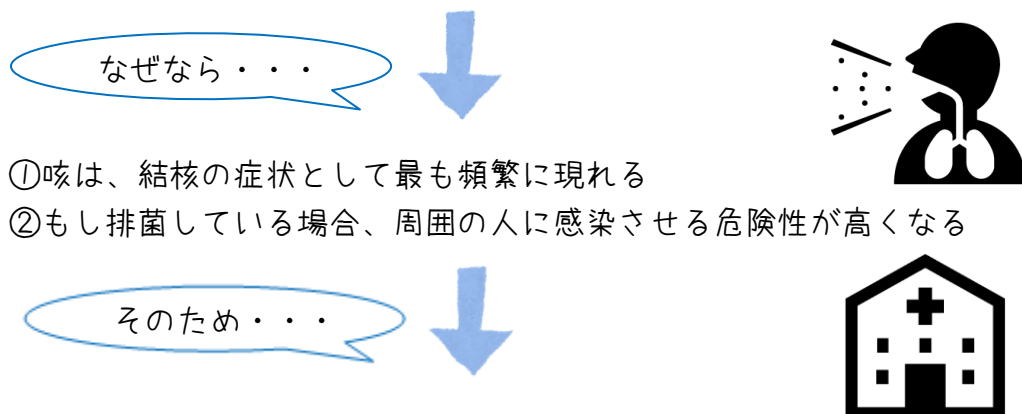 なぜなら・・・
①咳は、結核の症状として最も頻繁に現れる
②もし排菌している場合、周囲の人に感染させる危険性が高くなる
そのため・・・